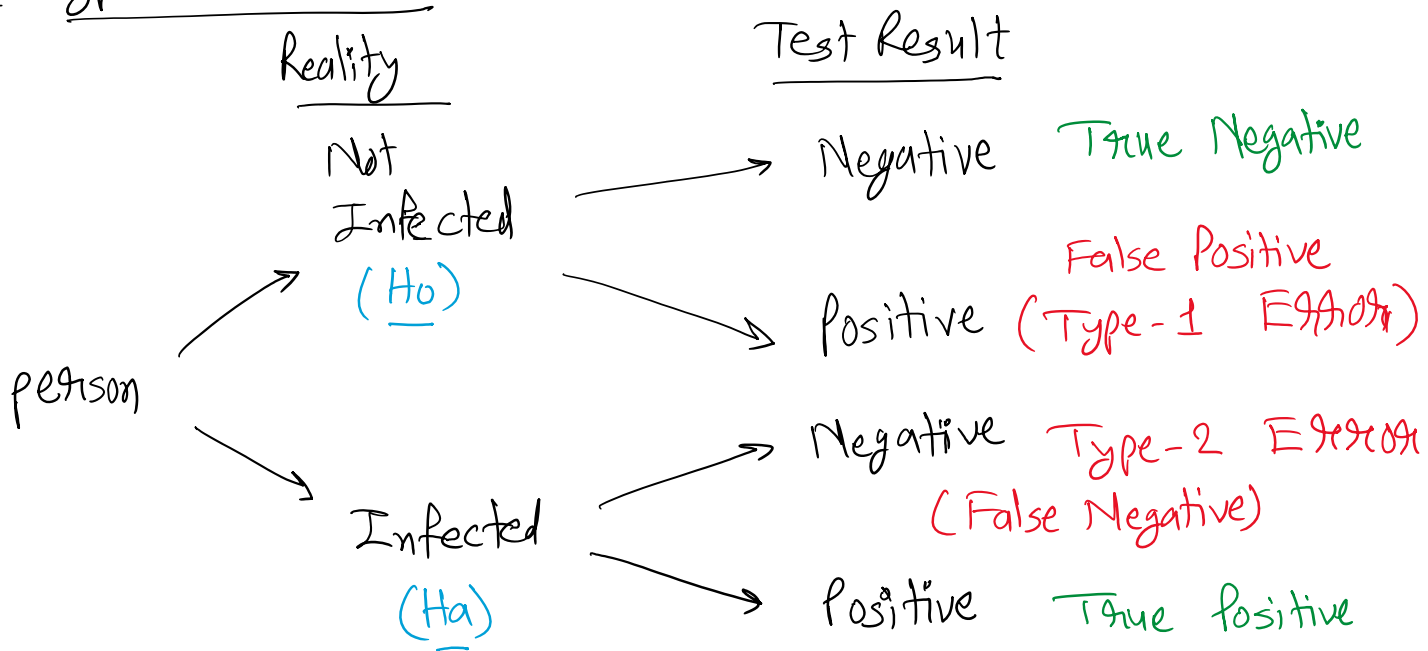 Reality
Test Result
Not
Infected
(Ho)
Negative True Negative
False Positive
Positive (Type-1 Error)
person
Negative Type-2 Error
(False Negative)
Infected
(Ha)
Positive True Positive